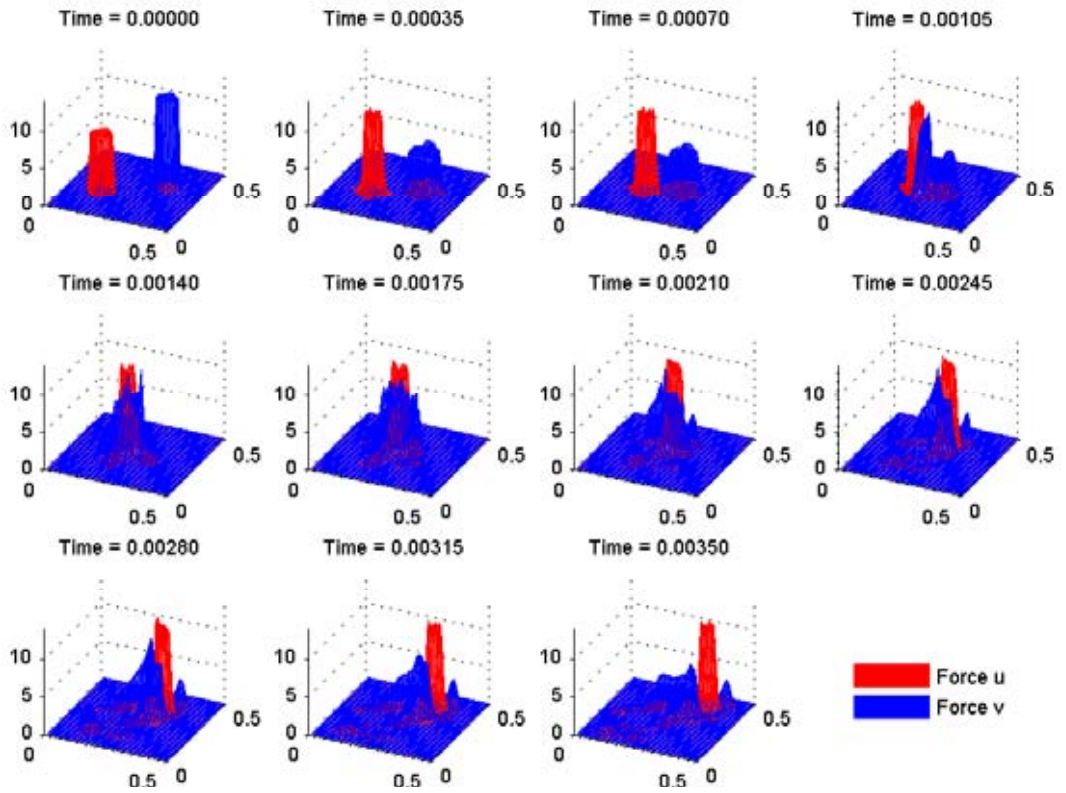 Time = 0.00000 Time = 0.00035 Time = 0.00070 Time = 0.00105
10 10 10 10
5 5 5 5
0 0.5 0 0.5 0 0.5 0 0.5
0 0 0 0
0.5 0 0.5 0 0.5 0 0.5 0
Time = 0.00140 Time = 0.00175 Time = 0.00210 Time = 0.00245
10 10 10 10
5 5 5 5
0 0.5 0 0.5 0 0.5 0 0.5
0 0 0 0
0.5 0 0.5 0 0.5 0 0.5 0
Time = 0.00280 Time = 0.00315 Time = 0.00350
10 10 10
5 5 5
0 0.5 0 0.5 0 0.5
0 0 0
0.5 0 0.5 0 0.5 0
Force u
Force v